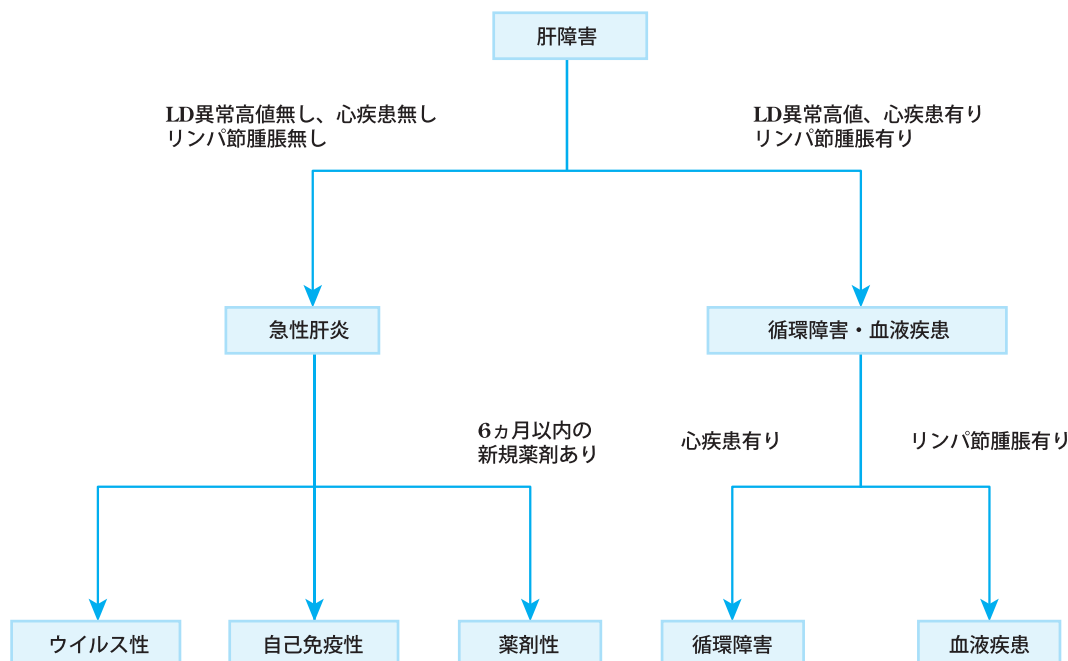 肝障害
LD異常高値無し、心疾患無し
リンパ節腫脹無し
LD異常高値、心疾患有り
リンパ節腫脹有り
急性肝炎
循環障害・血液疾患
6ヵ月以内の
新規薬剤あり
心疾患有り
リンパ節腫脹有り
ウイルス性
自己免疫性
薬剤性
循環障害
血液疾患